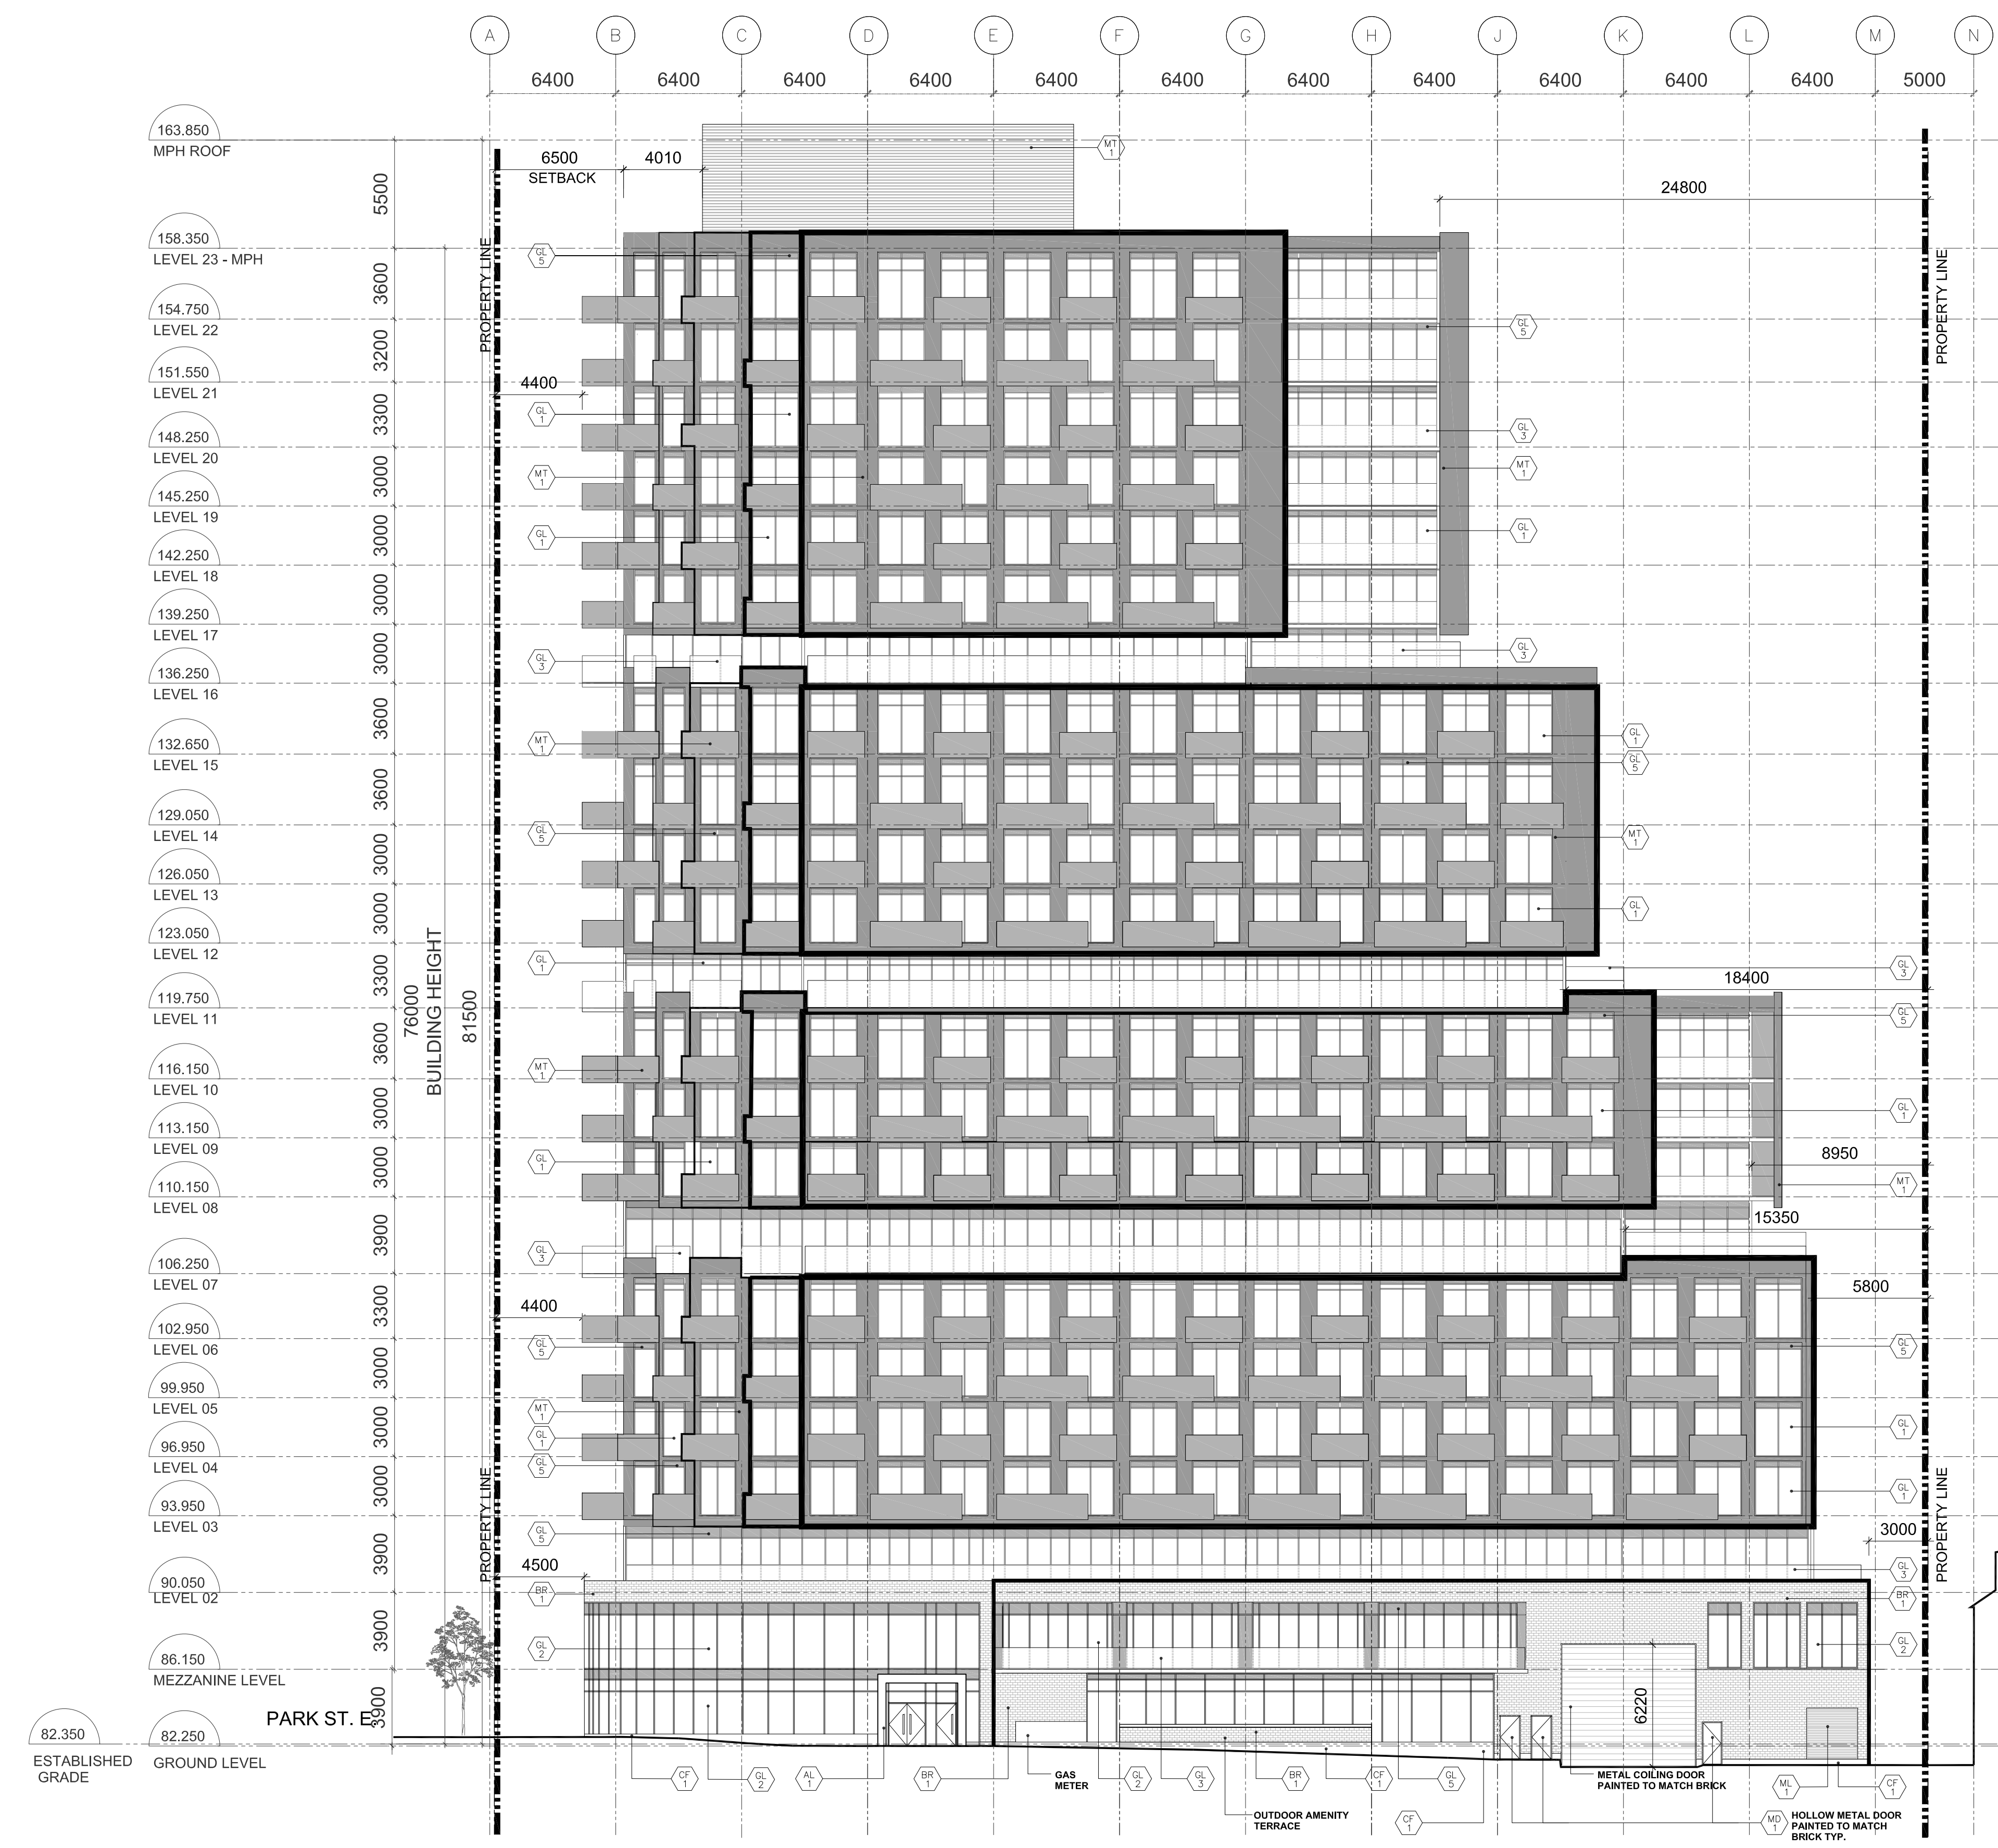 A B C D E F G H J K L M N
6400 6400 6400 6400 6400 6400 6400 6400 6400 6400 6400 5000
163.850
MPH ROOF
MT 1
6500
SETBACK
4010
24800
5500
158.350
LEVEL 23 - MPH
GL 5
PROPERTY LINE
PROPERTY LINE
3600
154.750
LEVEL 22
GL 5
3200
151.550
LEVEL 21
4400
GL 1
3300
GL 3
148.250
LEVEL 20
MT 1
MT 1
3000
145.250
LEVEL 19
GL 1
GL 1
3000
142.250
LEVEL 18
3000
139.250
LEVEL 17
GL 3
GL 3
3000
136.250
LEVEL 16
3600
MT 1
GL 1
132.650
LEVEL 15
GL 5
3600
129.050
LEVEL 14
GL 5
MT 1
3000
126.050
LEVEL 13
GL 1
3000
123.050
LEVEL 12
GL 1
GL 3
18400
3300
119.750
LEVEL 11
GL 5
76000
BUILDING HEIGHT
81500
3600
MT 1
116.150
LEVEL 10
GL 1
3000
113.150
LEVEL 09
GL 1
8950
3000
MT 1
110.150
LEVEL 08
15350
3900
GL 3
106.250
LEVEL 07
5800
4400
3300
102.950
LEVEL 06
GL 5
GL 5
3000
99.950
LEVEL 05
MT 1
GL 1
3000
GL 1
96.950
LEVEL 04
GL 5
GL 1
3000
93.950
LEVEL 03
PROPERTY LINE
PROPERTY LINE
GL 5
3000
3900
4500
GL 3
90.050
LEVEL 02
BR 1
BR 1
3900
GL 2
GL 2
86.150
MEZZANINE LEVEL
3900
PARK ST. E.
6220
82.350
ESTABLISHED
GRADE
82.250
GROUND LEVEL
CF 1
GL 2
AL 1
BR 1
GAS
METER
GL 2
GL 3
BR 1
CF 1
GL 5
METAL COILING DOOR
PAINTED TO MATCH BRICK
ML 1
CF 1
OUTDOOR AMENITY
TERRACE
CF 1
MD 1
HOLLOW METAL DOOR
PAINTED TO MATCH
BRICK TYP.